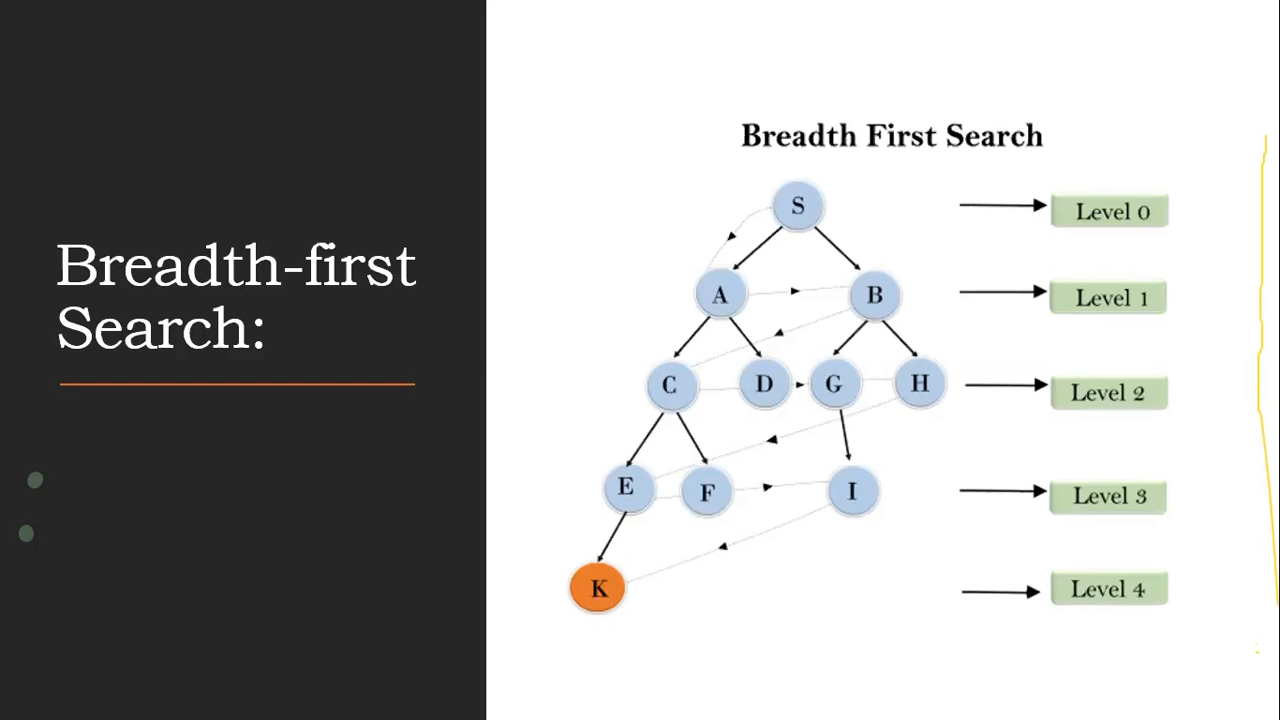 Breadth-first
Search:
Breadth First Search
S
Level 0
A
B
Level 1
C
D
G
H
Level 2
E
F
I
Level 3
K
Level 4